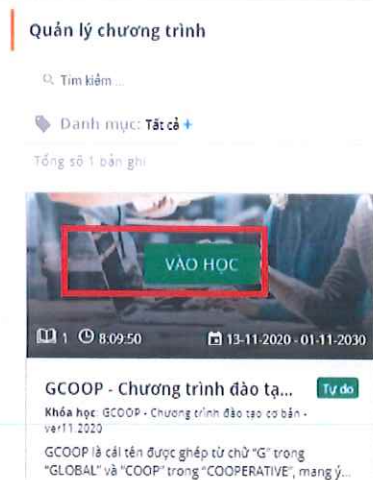 Quản lý chương trình
Tìm kiếm ...
Danh mục: Tất cả +
Tổng số 1 bản ghi
VÀO HỌC
1 8:09:50 13-11-2020 - 01-11-2030
GCOOP - Chương trình đào tạ... Tự do
Khóa học: GCOOP - Chương trình đào tạo cơ bản -
ver11.2020
GCOOP là cái tên được ghép từ chữ "G" trong
"GLOBAL" và "COOP" trong "COOPERATIVE", mang ý...